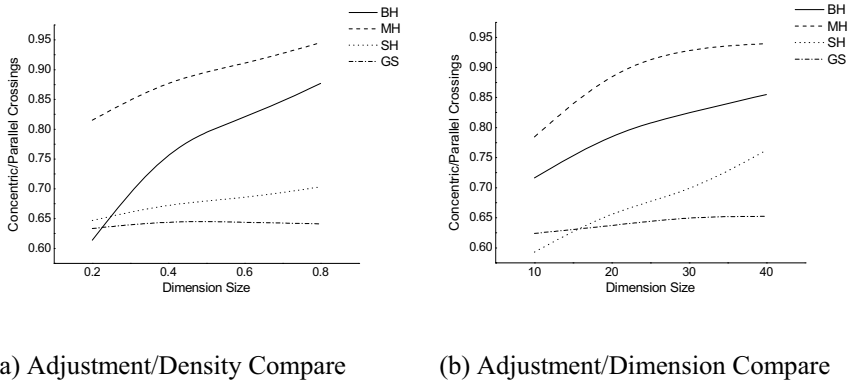 BH
MH
SH
GS
0.95
0.90
0.85
0.80
0.75
0.70
0.65
0.60
Concentric/Parallel Crossings
0.2 0.4 0.6 0.8
Dimension Size
BH
MH
SH
GS
0.95
0.90
0.85
0.80
0.75
0.70
0.65
0.60
Concentric/Parallel Crossings
10 20 30 40
Dimension Size
a) Adjustment/Density Compare
(b) Adjustment/Dimension Compare